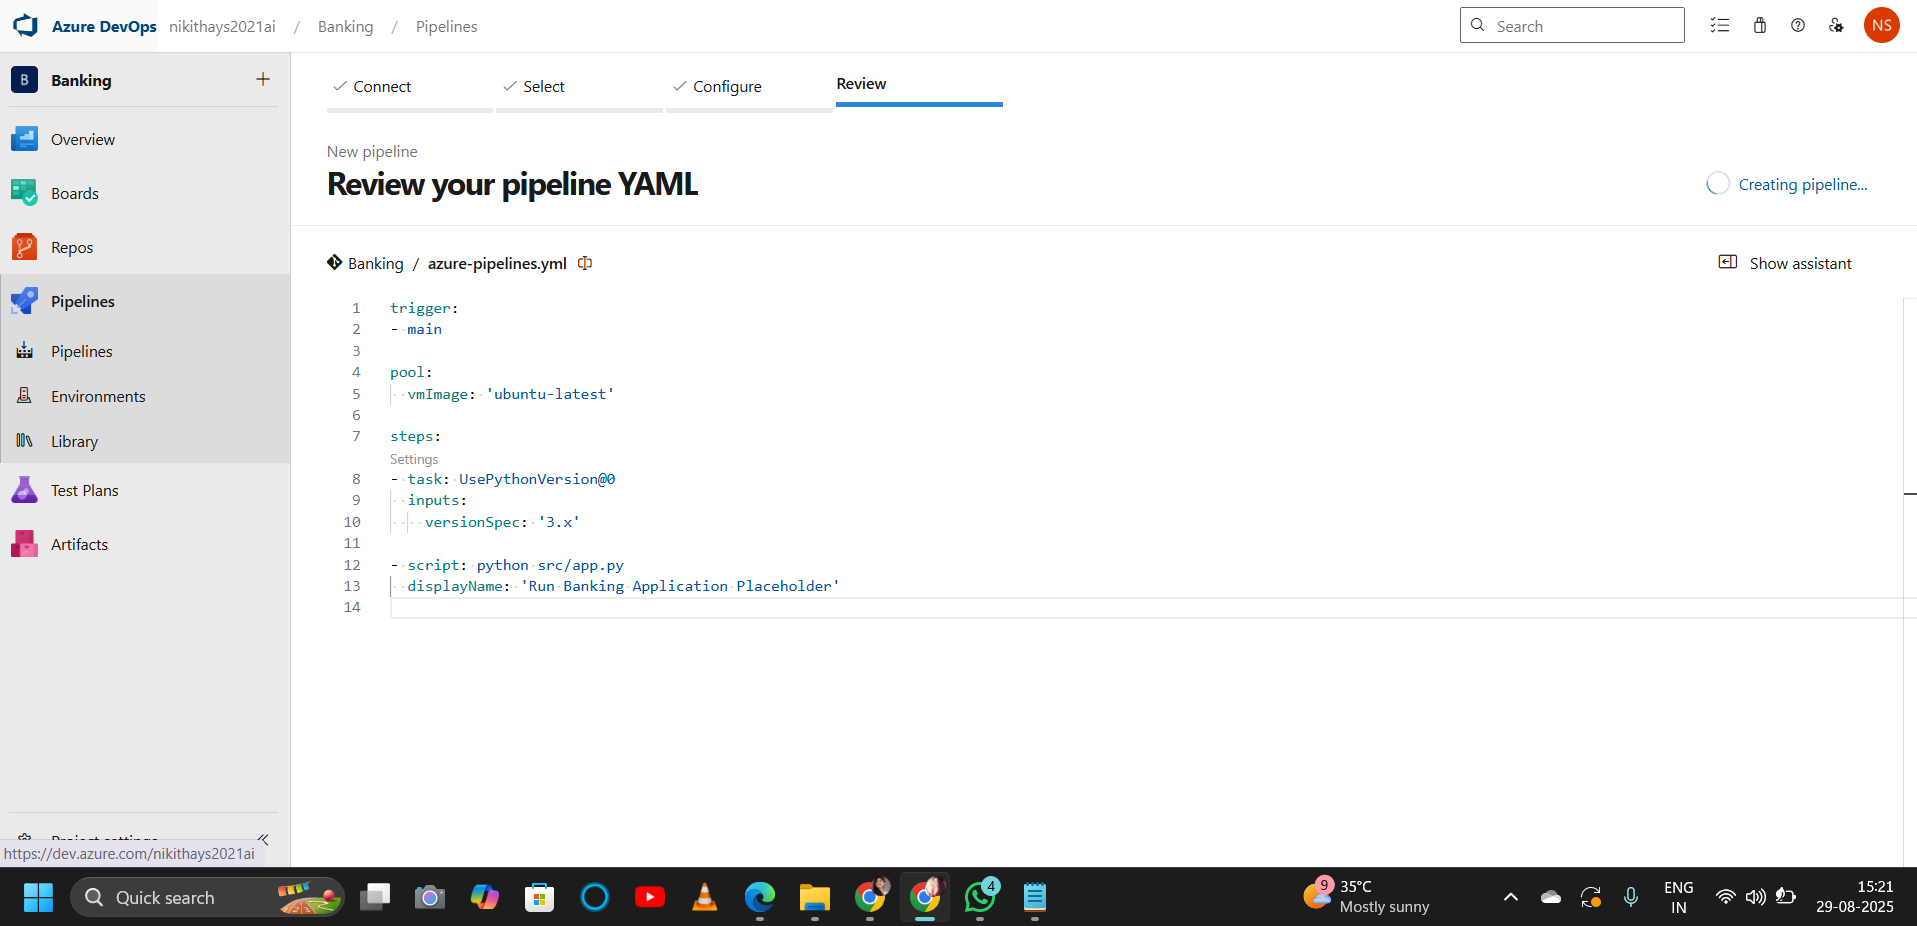 Azure DevOps nikithays2021ai / Banking / Pipelines
Search
NS
B Banking
Overview
Boards
Repos
Pipelines
Pipelines
Environments
Library
Test Plans
Artifacts
Project settings
https://dev.azure.com/nikithays2021ai
Connect Select Configure Review
New pipeline
Review your pipeline YAML
Creating pipeline...
Banking / azure-pipelines.yml
Show assistant
1 trigger:
2 - main
3
4 pool:
5 vmImage: 'ubuntu-latest'
6
7 steps:
Settings
8 - task: UsePythonVersion@0
9 inputs:
10 versionSpec: '3.x'
11
12 - script: python src/app.py
13 displayName: 'Run Banking Application Placeholder'
14
Quick search
4
9
35°C
Mostly sunny
ENG
IN
15:21
29-08-2025